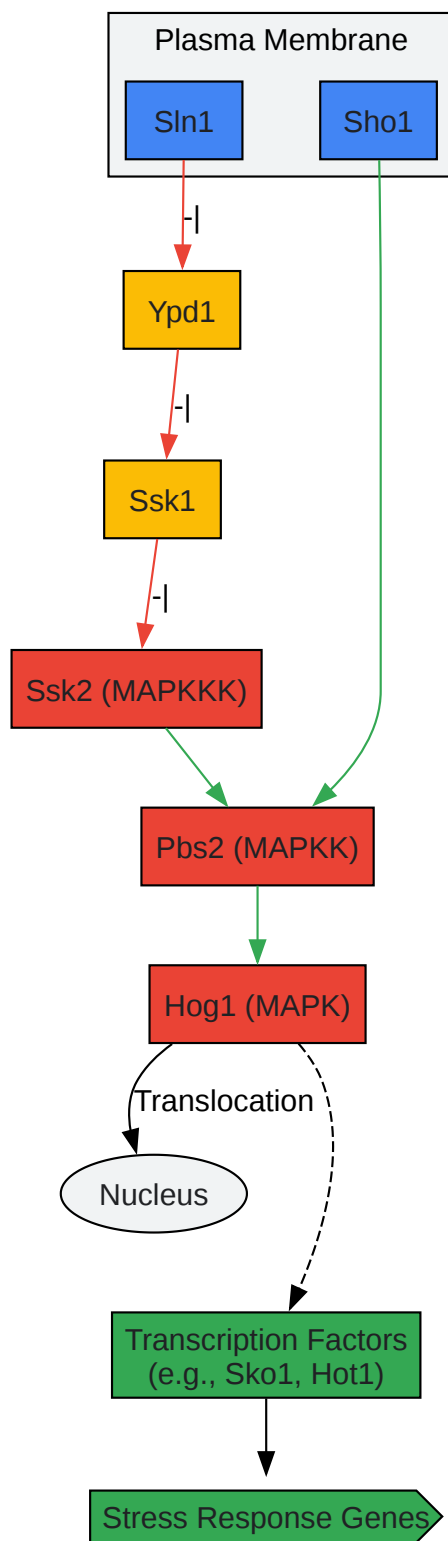 Plasma Membrane
Sln1
Sho1
-|
Ypd1
-|
Ssk1
-|
Ssk2 (MAPKKK)
Pbs2 (MAPKK)
Hog1 (MAPK)
Translocation
Nucleus
Transcription Factors
(e.g., Sko1, Hot1)
Stress Response Genes